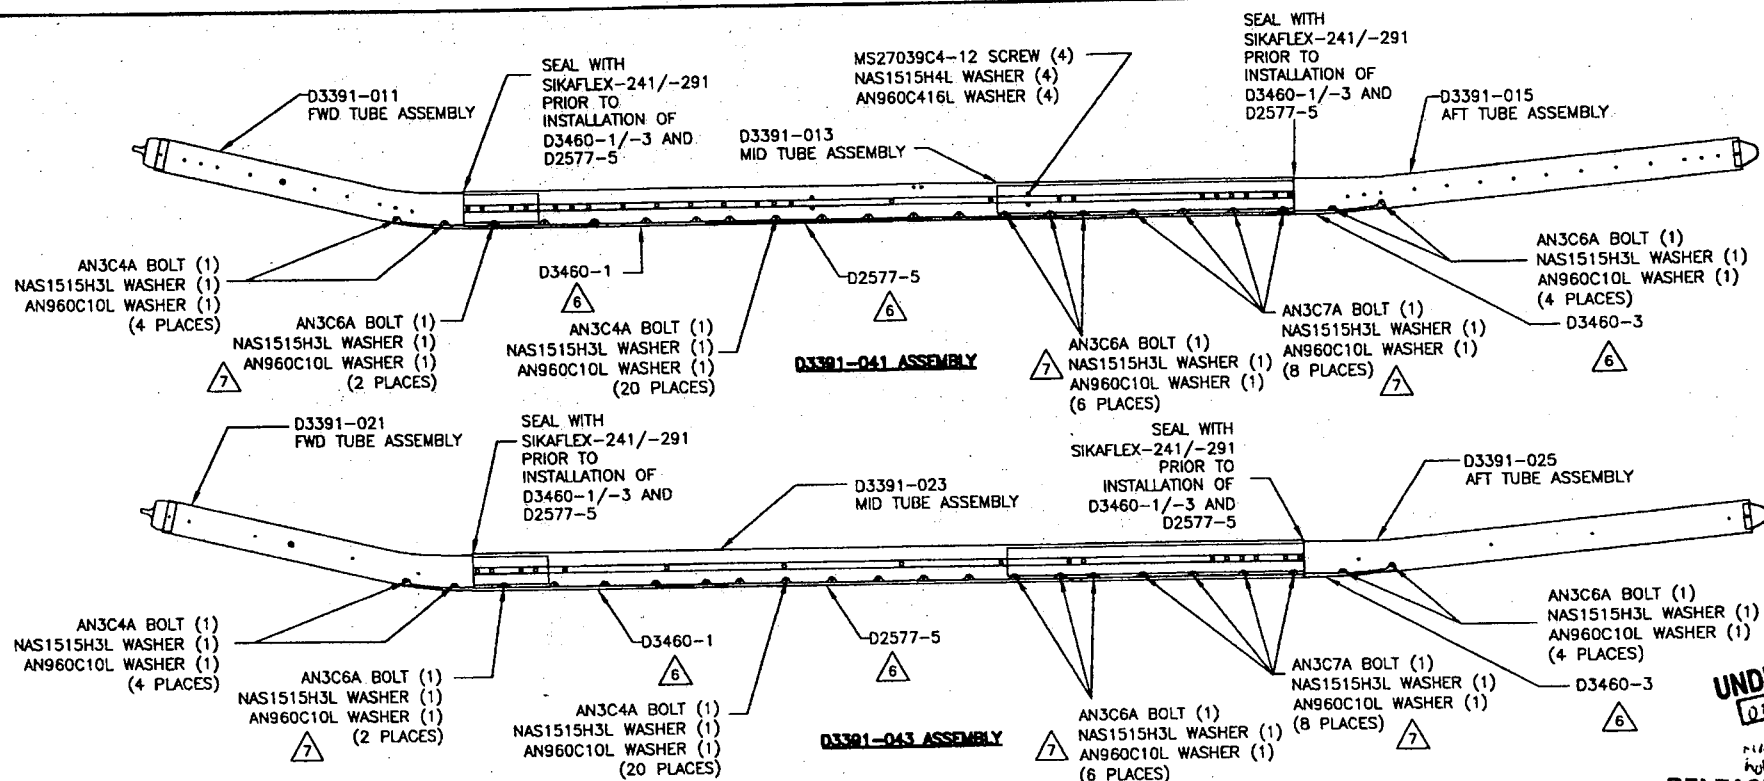 D3391-011
FWD TUBE ASSEMBLY
SEAL WITH
SIKAFLEX-241/-291
PRIOR TO
INSTALLATION OF
D3460-1/-3 AND
D2577-5
MS27039C4-12 SCREW (4)
NAS1515H4L WASHER (4)
AN960C416L WASHER (4)
D3391-013
MID TUBE ASSEMBLY
SEAL WITH
SIKAFLEX-241/-291
PRIOR TO
INSTALLATION OF
D3460-1/-3 AND
D2577-5
D3391-015
AFT TUBE ASSEMBLY
AN3C4A BOLT (1)
NAS1515H3L WASHER (1)
AN960C10L WASHER (1)
(4 PLACES)
AN3C6A BOLT (1)
NAS1515H3L WASHER (1)
AN960C10L WASHER (1)
(2 PLACES)
7
D3460-1
6
AN3C4A BOLT (1)
NAS1515H3L WASHER (1)
AN960C10L WASHER (1)
(20 PLACES)
D2577-5
6
D3391-041 ASSEMBLY
7
AN3C6A BOLT (1)
NAS1515H3L WASHER (1)
AN960C10L WASHER (1)
(6 PLACES)
AN3C7A BOLT (1)
NAS1515H3L WASHER (1)
AN960C10L WASHER (1)
(8 PLACES)
7
AN3C6A BOLT (1)
NAS1515H3L WASHER (1)
AN960C10L WASHER (1)
(4 PLACES)
D3460-3
6
D3391-021
FWD TUBE ASSEMBLY
SEAL WITH
SIKAFLEX-241/-291
PRIOR TO
INSTALLATION OF
D3460-1/-3 AND
D2577-5
D3391-023
MID TUBE ASSEMBLY
SEAL WITH
SIKAFLEX-241/-291
PRIOR TO
INSTALLATION OF
D3460-1/-3 AND
D2577-5
D3391-025
AFT TUBE ASSEMBLY
AN3C4A BOLT (1)
NAS1515H3L WASHER (1)
AN960C10L WASHER (1)
(4 PLACES)
AN3C6A BOLT (1)
NAS1515H3L WASHER (1)
AN960C10L WASHER (1)
(2 PLACES)
7
D3460-1
6
AN3C4A BOLT (1)
NAS1515H3L WASHER (1)
AN960C10L WASHER (1)
(20 PLACES)
D2577-5
6
D3391-043 ASSEMBLY
7
AN3C6A BOLT (1)
NAS1515H3L WASHER (1)
AN960C10L WASHER (1)
(6 PLACES)
AN3C7A BOLT (1)
NAS1515H3L WASHER (1)
AN960C10L WASHER (1)
(8 PLACES)
7
AN3C6A BOLT (1)
NAS1515H3L WASHER (1)
AN960C10L WASHER (1)
(4 PLACES)
D3460-3
6